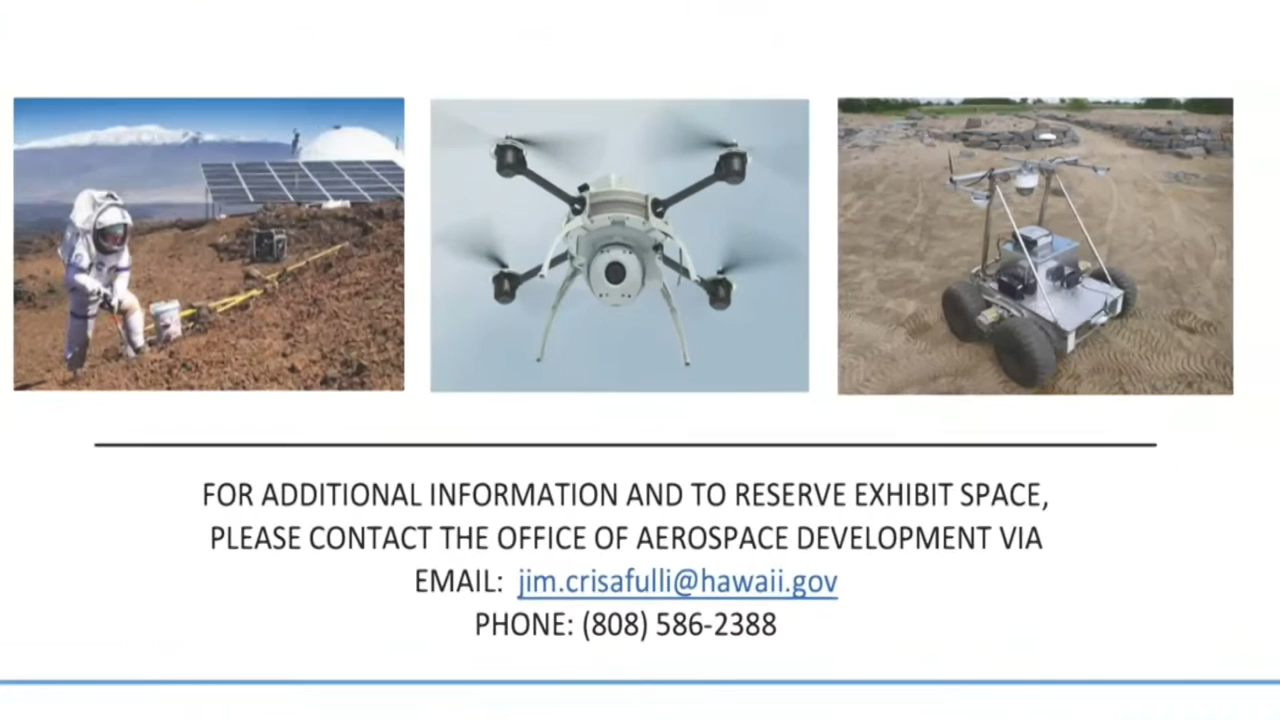 FOR ADDITIONAL INFORMATION AND TO RESERVE EXHIBIT SPACE,
PLEASE CONTACT THE OFFICE OF AEROSPACE DEVELOPMENT VIA
EMAIL: jim.crisafulli@hawaii.gov
PHONE: (808) 586-2388